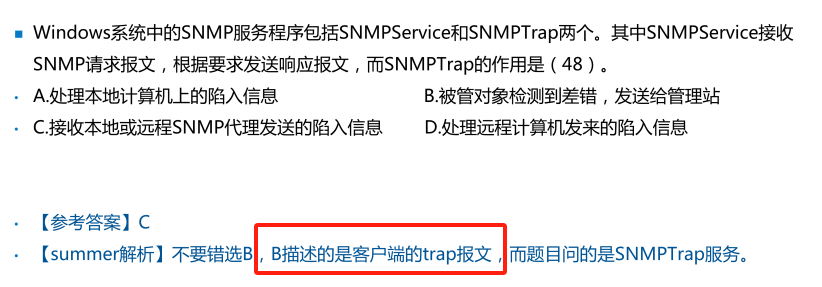 Windows系统中的SNMP服务程序包括SNMPService和SNMPTrap两个。其中SNMPService接收
SNMP请求报文，根据要求发送响应报文，而SNMPTrap的作用是（48）。
A.处理本地计算机上的陷入信息 B.被管对象检测到差错，发送给管理站
C.接收本地或远程SNMP代理发送的陷入信息 D.处理远程计算机发来的陷入信息
【参考答案】C
【summer解析】不要错选B，B描述的是客户端的trap报文，而题目问的是SNMPTrap服务。